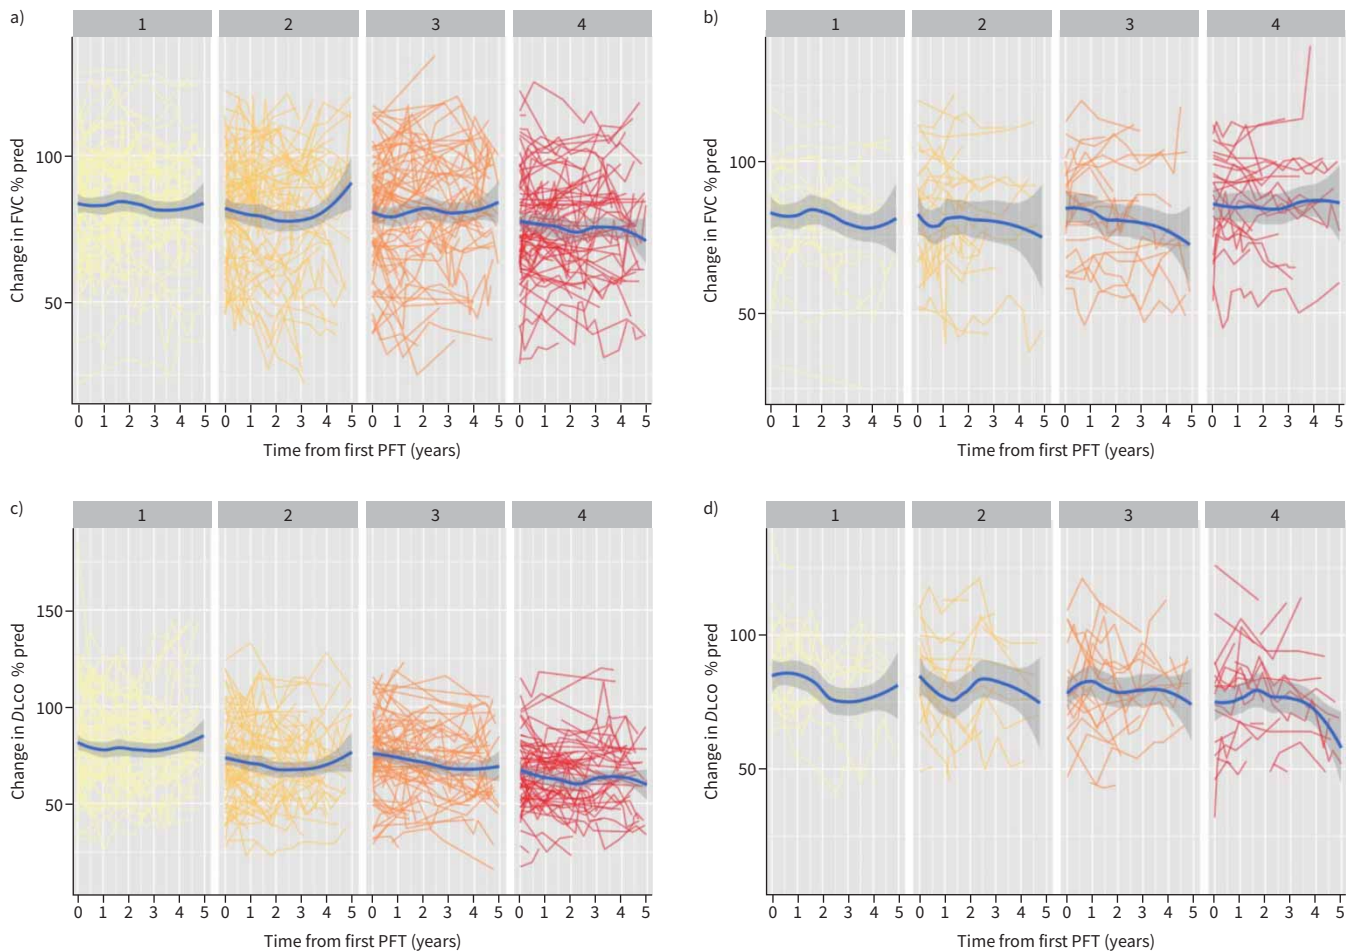 a)
1 2 3 4
Change in FVC % pred
100
50
0 1 2 3 4 5 0 1 2 3 4 5 0 1 2 3 4 5 0 1 2 3 4 5
Time from first PFT (years)
b)
1 2 3 4
Change in FVC % pred
100
50
0 1 2 3 4 5 0 1 2 3 4 5 0 1 2 3 4 5 0 1 2 3 4 5
Time from first PFT (years)
c)
1 2 3 4
Change in DLCO % pred
150
100
50
0 1 2 3 4 5 0 1 2 3 4 5 0 1 2 3 4 5 0 1 2 3 4 5
Time from first PFT (years)
d)
1 2 3 4
Change in DLCO % pred
100
50
0 1 2 3 4 5 0 1 2 3 4 5 0 1 2 3 4 5 0 1 2 3 4 5
Time from first PFT (years)